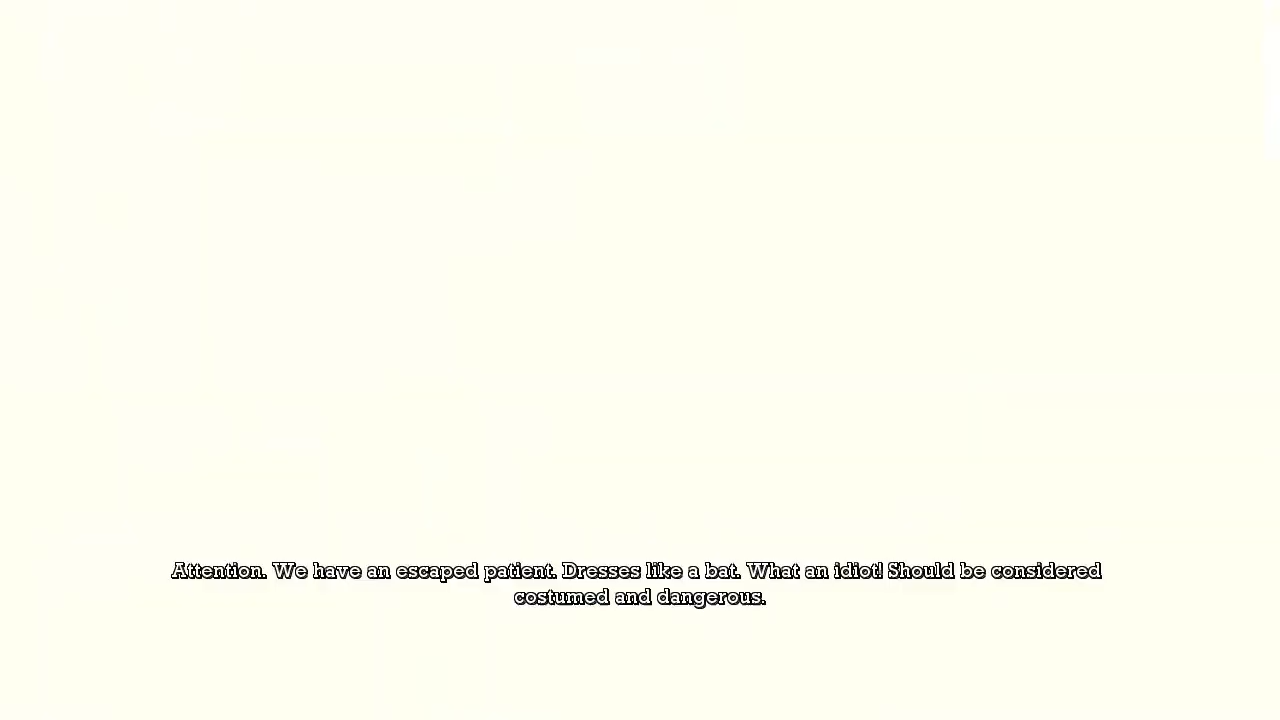 Attention. We have an escaped patient. Dresses like a bat. What an idiot! Should be considered
costumed and dangerous.